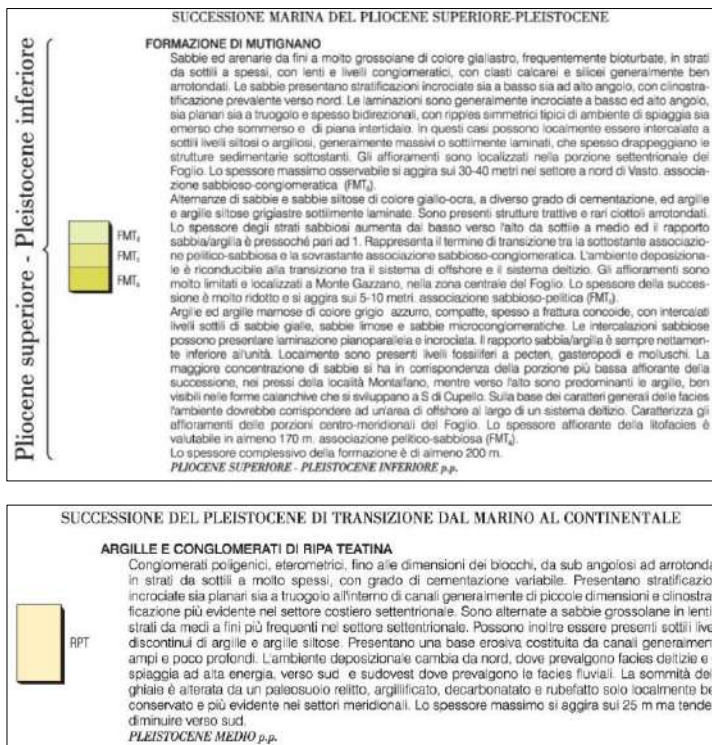 SUCCESSIONE MARINA DEL PLIOCENE SUPERIORE-PLEISTOCENE
Pliocene superiore - Pleistocene inferiore
FORMAZIONE DI MUTIGNANO
Sabbie ed arenarie da fini a molto grossolane di colore giallastro, frequentemente bioturbate, in strati
da sottili a spessi, con lenti e livelli conglomeratici, con clasti calcarei e silicei generalmente ben
arrotondati. Le sabbie presentano stratificazioni incrociate sia a basso sia ad alto angolo, con clinostra-
tificazione prevalente verso nord. Le laminazioni sono generalmente incrociate a basso ed alto angolo,
sia planari sia a truogolo e spesso bidirezionali, con ripples simmetrici tipici di ambiente di spiaggia sia
emerso che sommerso e di piana intertidale. In questi casi possono localmente essere intercalate a
sottili livelli siltosi o argillosi, generalmente massivi o sottilmente laminati, che spesso drappeggiano le
strutture sedimentarie sottostanti. Gli affioramenti sono localizzati nella porzione settentrionale del
Foglio. Lo spessore massimo osservabile si aggira sui 30-40 metri nel settore a nord di Vasto. associa-
zione sabbioso-conglomeratica (FMTd).
Alternanze di sabbie e sabbie siltose di colore giallo-ocra, a diverso grado di cementazione, ed argille
e argille siltose grigiastre sottilmente laminate. Sono presenti strutture trattive e rari ciottoli arrotondati.
Lo spessore degli strati sabbiosi aumenta dal basso verso l'alto da sottile a medio ed il rapporto
sabbia/argilla è pressoché pari ad 1. Rappresenta il termine di transizione tra la sottostante associazio-
ne pelitico-sabbiosa e la sovrastante associazione sabbioso-conglomeratica. L'ambiente deposiziona-
le è riconducibile alla transizione tra il sistema di offshore e il sistema deltizio. Gli affioramenti sono
molto limitati e localizzati a Monte Gazzano, nella zona centrale del Foglio. Lo spessore della succes-
sione è molto ridotto e si aggira sui 5-10 metri. associazione sabbioso-pelitica (FMTc).
Argille ed argille marnose di colore grigio azzurro, compatte, spesso a frattura concoide, con intercalati
livelli sottili di sabbie gialle, sabbie limose e sabbie microconglomeratiche. Le intercalazioni sabbiose
possono presentare laminazione pianoparallela e incrociata. Il rapporto sabbia/argilla è sempre nettamen-
te inferiore all'unità. Localmente sono presenti livelli fossiliferi a pecten, gasteropodi e molluschi. La
maggiore concentrazione di sabbie si ha in corrispondenza della porzione più bassa affiorante della
successione, nei pressi della località Montalfano, mentre verso l'alto sono predominanti le argille, ben
visibili nelle forme calanchive che si sviluppano a S di Cupello. Sulla base dei caratteri generali delle facies
l'ambiente dovrebbe corrispondere ad un'area di offshore al largo di un sistema deltizio. Caratterizza gli
affioramenti delle porzioni centro-meridionali del Foglio. Lo spessore affiorante della litofacies è
valutabile in almeno 170 m. associazione pelitico-sabbiosa (FMTa).
Lo spessore complessivo della formazione è di almeno 200 m.
PLIOCENE SUPERIORE - PLEISTOCENE INFERIORE p.p.
FMTd
FMTc
FMTa
SUCCESSIONE DEL PLEISTOCENE DI TRANSIZIONE DAL MARINO AL CONTINENTALE
ARGILLE E CONGLOMERATI DI RIPA TEATINA
Conglomerati poligenici, eterometrici, fino alle dimensioni dei blocchi, da sub angolosi ad arrotonda
in strati da sottili a molto spessi, con grado di cementazione variabile. Presentano stratificazio
incrociate sia planari sia a truogolo all'interno di canali generalmente di piccole dimensioni e clinostra
ficazione più evidente nel settore costiero settentrionale. Sono alternate a sabbie grossolane in lenti
strati da medi a fini più frequenti nel settore settentrionale. Possono inoltre essere presenti sottili live
discontinui di argille e argille siltose. Presentano una base erosiva costituita da canali generalmen
ampi e poco profondi. L'ambiente deposizionale cambia da nord, dove prevalgono facies deltizie e
spiaggia ad alta energia, verso sud e sudovest dove prevalgono le facies fluviali. La sommità del
ghiaie è alterata da un paleosuolo relitto, argillificato, decarbonatato e rubefatto solo localmente be
conservato e più evidente nei settori meridionali. Lo spessore massimo si aggira sui 25 m ma tende
diminuire verso sud.
PLEISTOCENE MEDIO p.p.
RPT